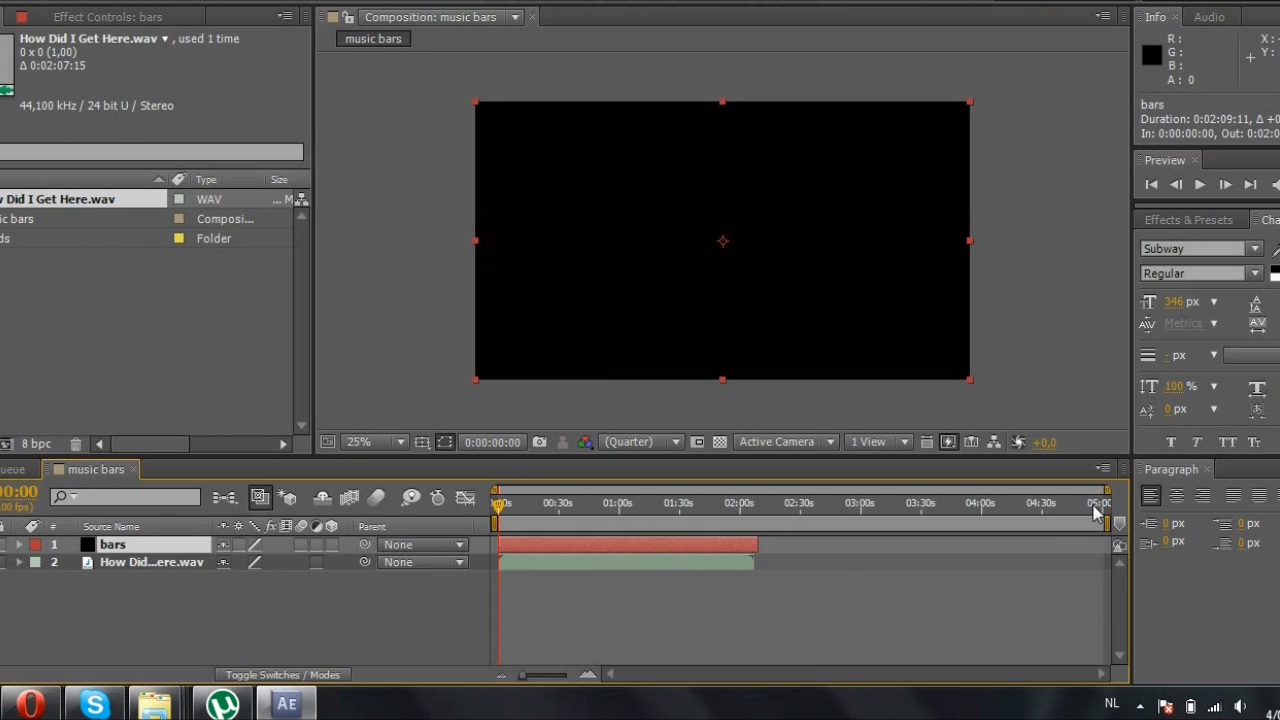 Effect Controls: bars
Composition: music bars
Info
Audio
How Did I Get Here.wav ▾ , used 1 time
0 x 0 (1,00)
Δ 0:02:07:15
44,100 kHz / 24 bit U / Stereo
music bars
R:
G:
B:
A: 0
X:
Y:
bars
Duration: 0:02:09:11, Δ +0
In: 0:00:00:00, Out: 0:02:0
Preview
Type
Size
w Did I Get Here.wav
WAV
... M
ic bars
Composi...
ds
Folder
Effects & Presets
Cha
Subway
Regular
346 px
Metrics
- px
100 %
0 px
8 bpc
25%
0:00:00:00
(Quarter)
Active Camera
1 View
+0,0
T T TT Tr
ueue
music bars
Paragraph
00:00
.00 fps)
:00s
00:30s
01:00s
01:30s
02:00s
02:30s
03:00s
03:30s
04:00s
04:30s
05:00
# Source Name
Parent
1 bars
None
2 How Did...ere.wav
None
0 px
0 px
0 px
0 px
Toggle Switches / Modes
S
µ
AE
NL
4/0